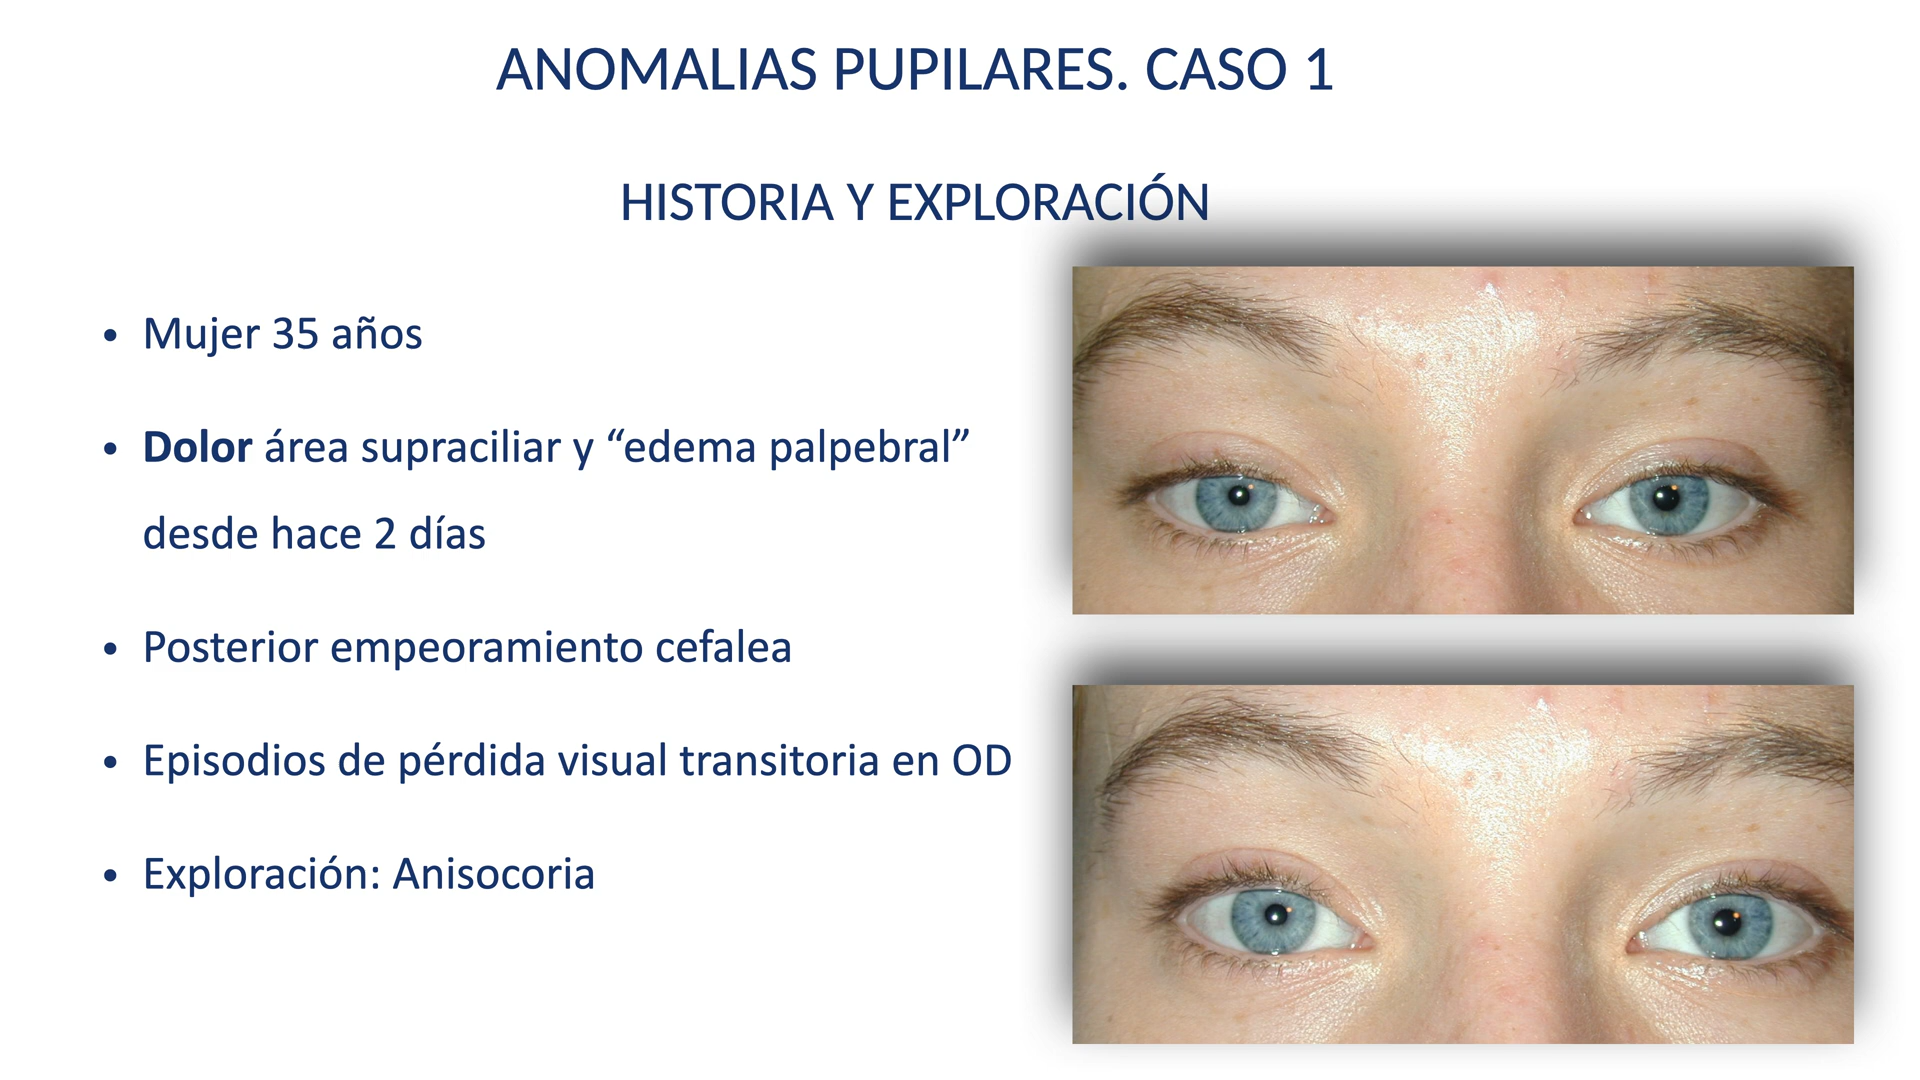 ANOMALIAS PUPILARES. CASO 1
HISTORIA Y EXPLORACIÓN
• Mujer 35 años
• Dolor área supraciliar y “edema palpebral”
desde hace 2 días
• Posterior empeoramiento cefalea
• Episodios de pérdida visual transitoria en OD
• Exploración: Anisocoria